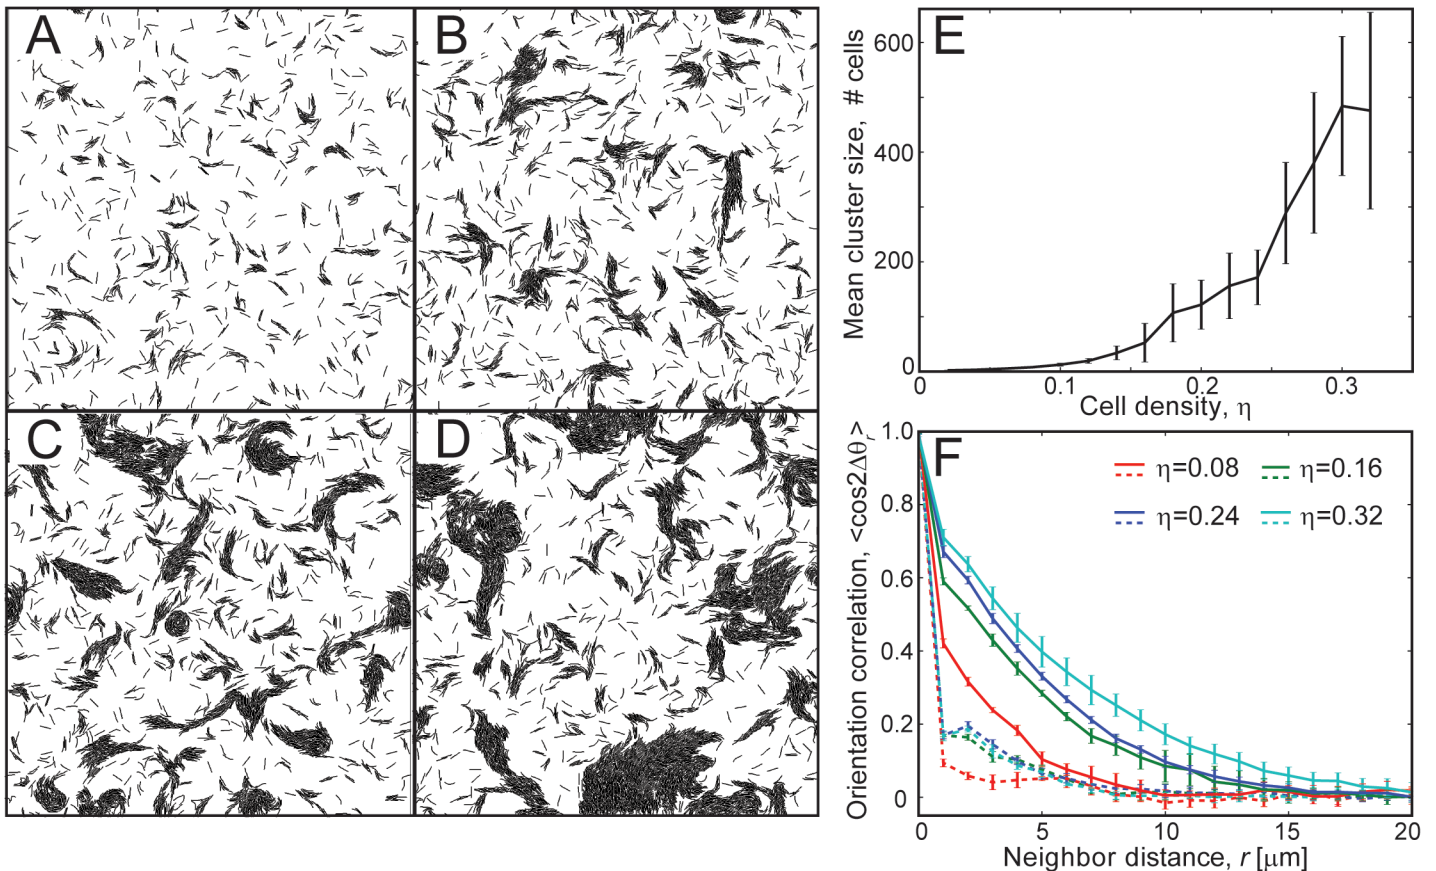 A
B
C
D
E
Mean cluster size, # cells
600
400
200
0
0
0.1
0.2
0.3
Cell density, η
F
Orientation correlation, <cos2Δθr>
1.0
0.8
0.6
0.4
0.2
0
η=0.08
η=0.16
η=0.24
η=0.32
0
5
10
15
20
Neighbor distance, r [μm]